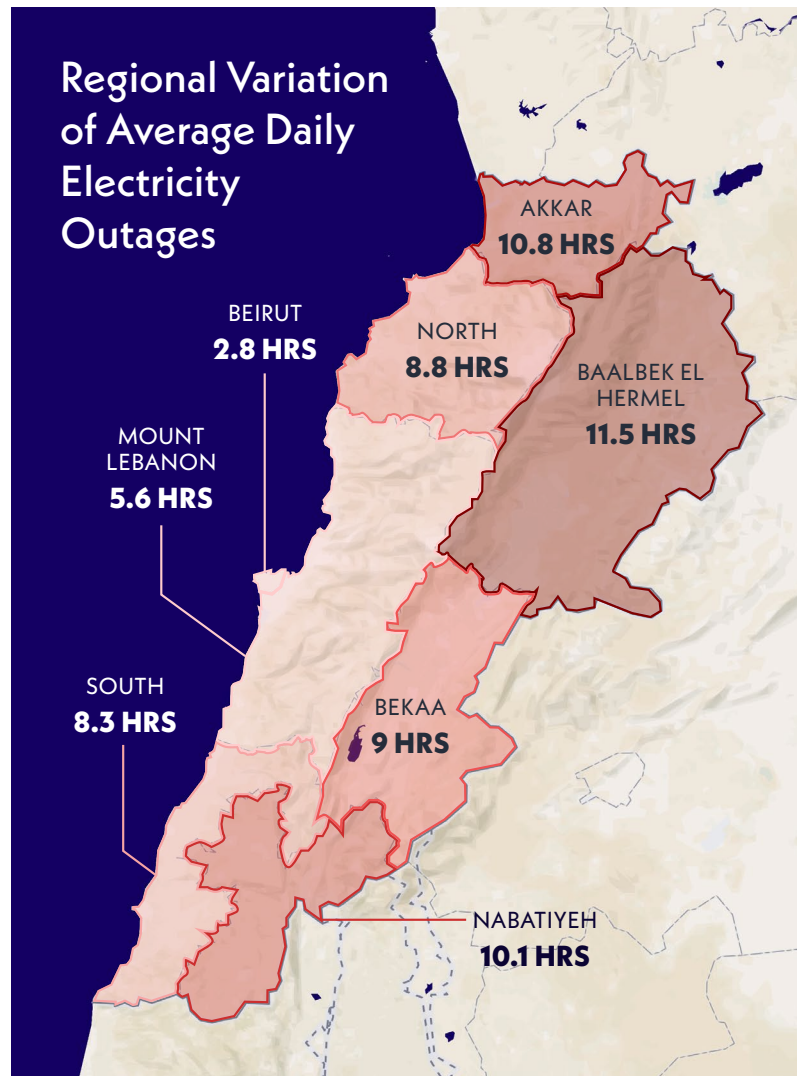 Regional Variation
of Average Daily
Electricity
Outages
AKKAR
10.8 HRS
BEIRUT
2.8 HRS
NORTH
8.8 HRS
BAALBEK EL
HERMEL
11.5 HRS
MOUNT
LEBANON
5.6 HRS
SOUTH
8.3 HRS
BEKAA
9 HRS
NABATIYEH
10.1 HRS